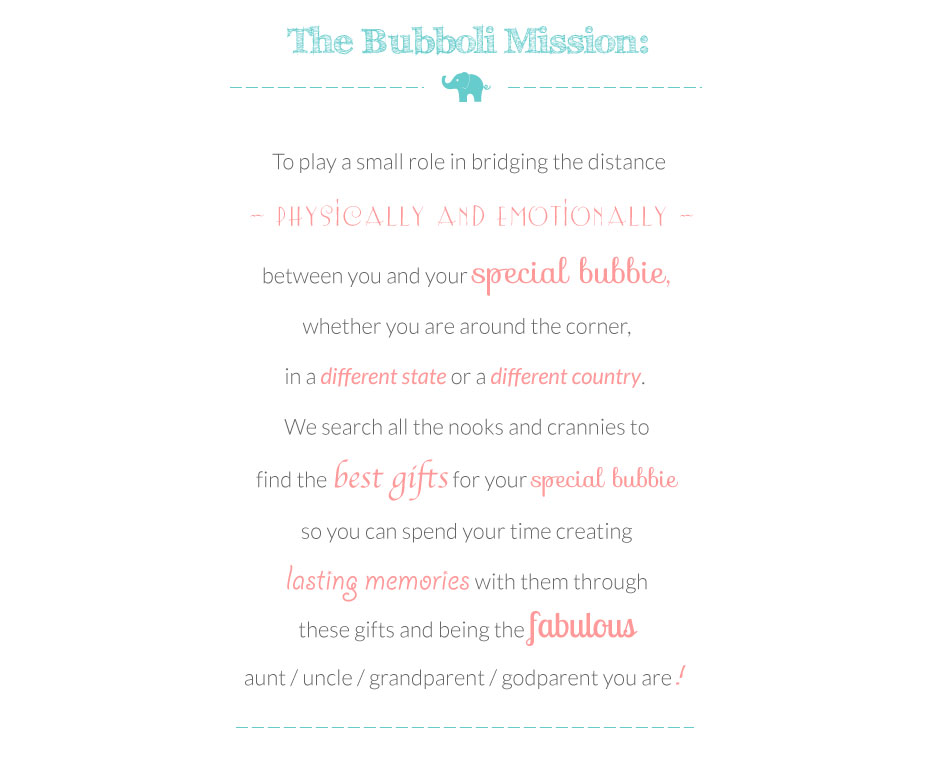 The Bubboli Mission:
To play a small role in bridging the distance
~ PHYSICALLY AND EMOTIONALLY ~
between you and your special bubbie,
whether you are around the corner,
in a different state or a different country.
We search all the nooks and crannies to
find the best gifts for your special bubbie
so you can spend your time creating
lasting memories with them through
these gifts and being the fabulous
aunt / uncle / grandparent / godparent you are!